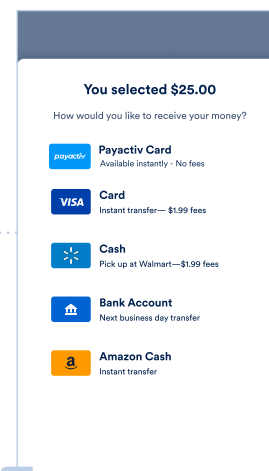 You selected $25.00
How would you like to receive your money?
payactiv
Payactiv Card
Available instantly - No fees
VISA
Card
Instant transfer— $1.99 fees
Cash
Pick up at Walmart—$1.99 fees
Bank Account
Next business day transfer
a
Amazon Cash
Instant transfer